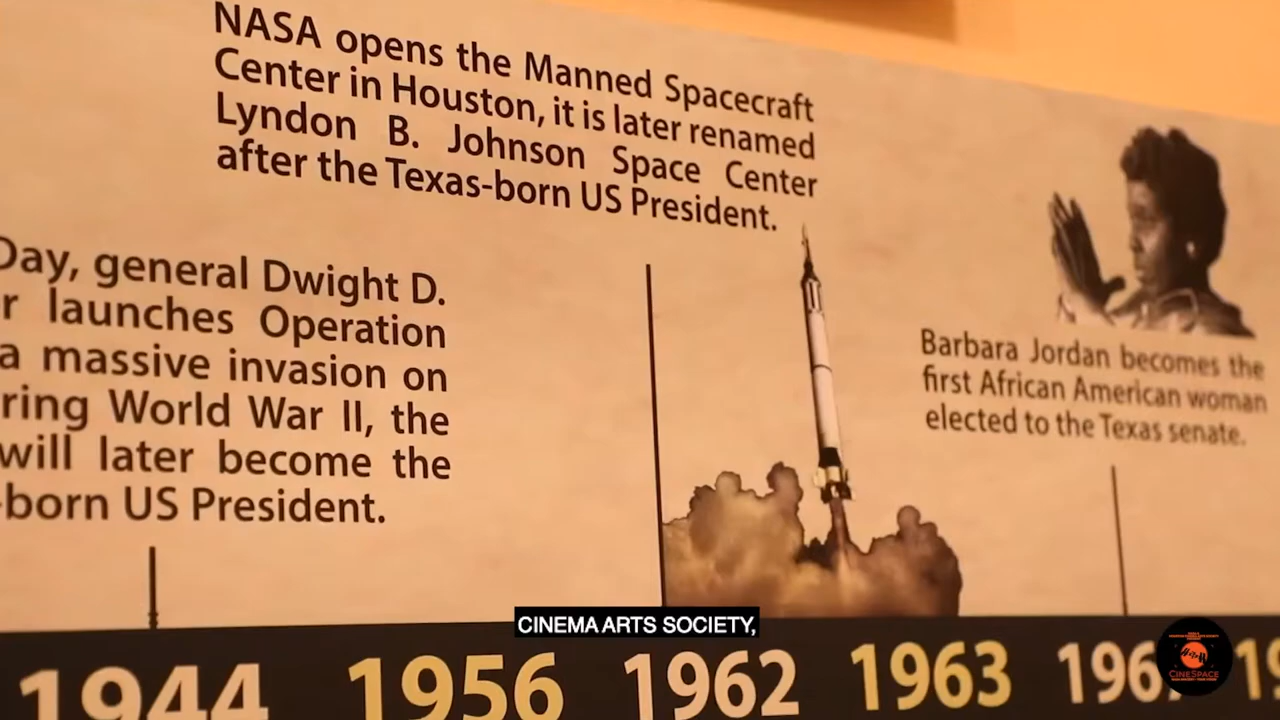 NASA opens the Manned Spacecraft
Center in Houston, it is later renamed
Lyndon B. Johnson Space Center
after the Texas-born US President.
Day, general Dwight D.
r launches Operation
a massive invasion on
ring World War II, the
will later become the
-born US President.
Barbara Jordan becomes the
first African American woman
elected to the Texas senate.
CINEMA ARTS SOCIETY,
1944 1956 1962 1963 196
CINESPACE